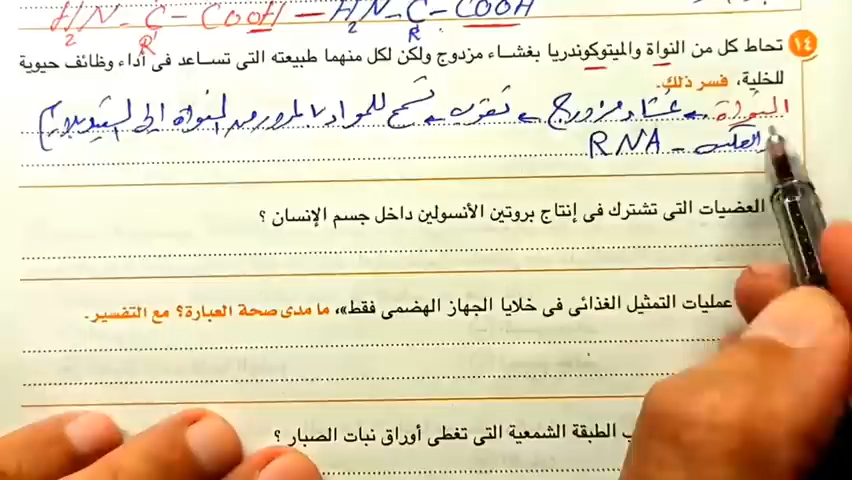 H2N - C - COOH - H2N - C - COOH
R' R
١٤ تحاط كل من النواة والميتوكوندريا بغشاء مزدوج ولكن لكل منهما طبيعته التى تساعد فى أداء وظائف حيوية
للخلية، فسر ذلك.
النواة ← غشاء مزدوج ← ثقوب ← تسمح للمواد المرور من النواة إلى السيتوبلازم
والعكس - RNA
العضيات التى تشترك فى إنتاج بروتين الأنسولين داخل جسم الإنسان ؟
عمليات التمثيل الغذائى فى خلايا الجهاز الهضمى فقط»، ما مدى صحة العبارة؟ مع التفسير.
الطبقة الشمعية التى تغطى أوراق نبات الصبار ؟